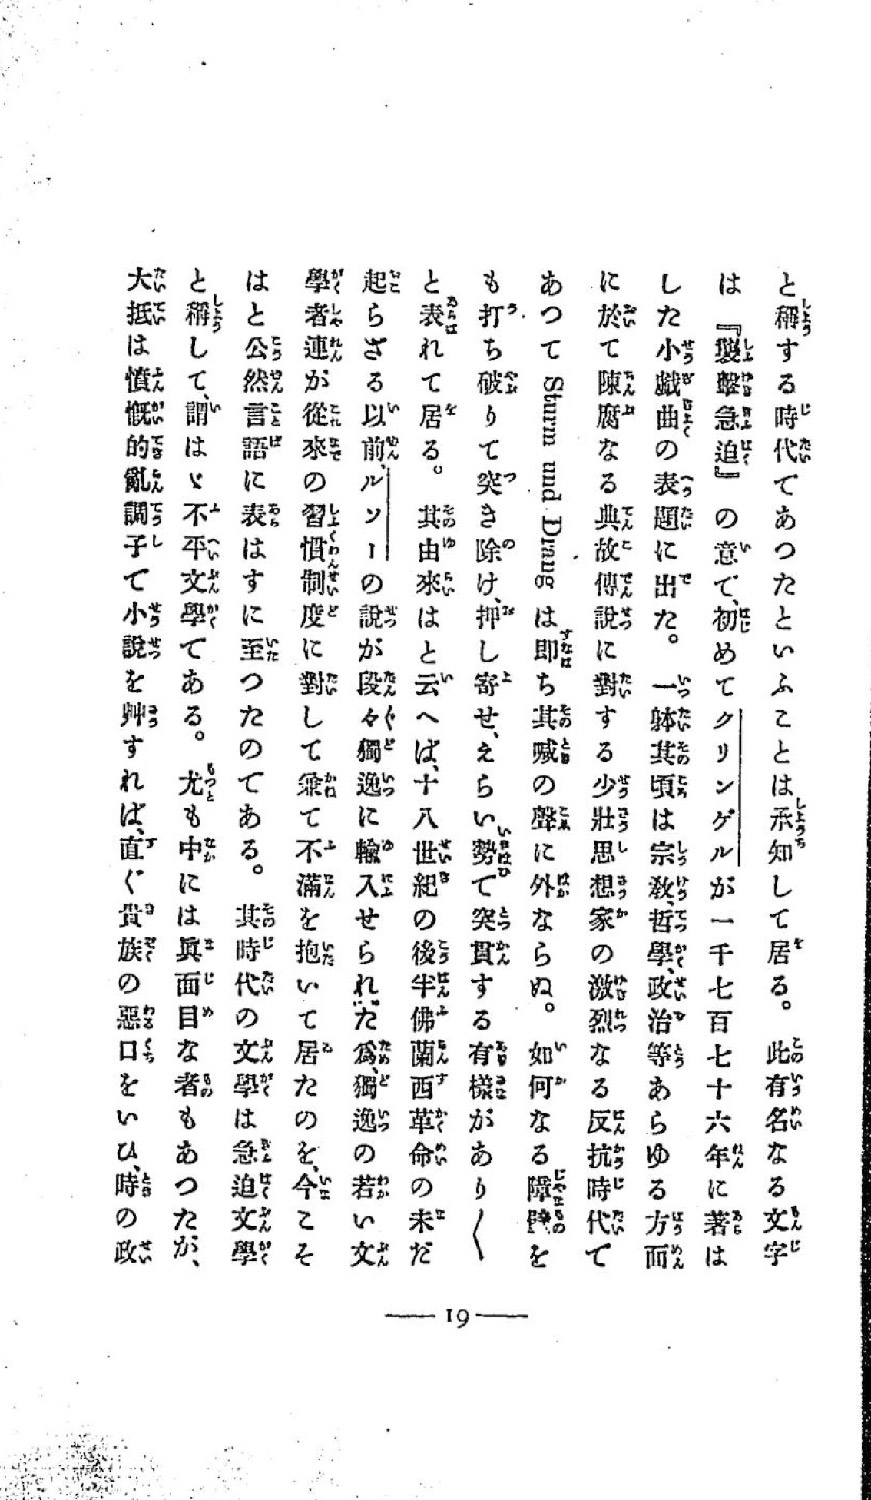 と稱する時代てあつたといふことは承知して居る。此有名なる文字
は『襲擊急迫』の意で、初めてクリンゲルが一千七百七十六年に著は
した小戯曲の表題に出た。一躰其頃は宗敎、哲學、政治等あらゆる方面
に於て陳腐なる典故傳說に對する少壯思想家の激烈なる反抗時代て
あつて Sturm und Drang は即ち其喊の聲に外ならぬ。如何なる障壁を
も打ち破りて突き除け、押し寄せ、えらい勢て突貫する有樣があり〱
と表れて居る。其由來はと云へば、十八世紀の後半佛蘭西革命の未だ
起らざる以前、ルソーの說が段々獨逸に輸入せられだ爲、獨逸の若い文
學者連が從來の習慣制度に對して兼て不滿を抱いて居たのを、今こそ
はと公然言語に表はすに至つたのてある。其時代の文學は急迫文學
と稱して、謂はゞ不平文學てある。尤も中には眞面目な者もあつたが、
大抵は憤慨的亂調子て小說を艸すれば、直ぐ貴族の惡口をいひ、時の政
19